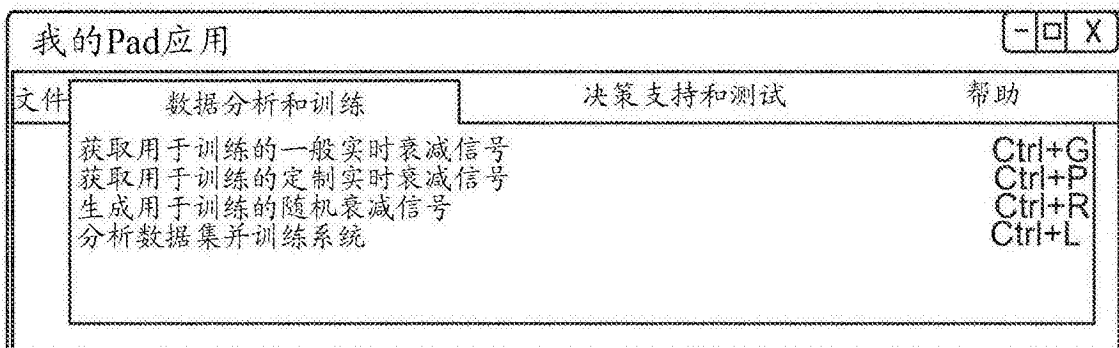 我的Pad应用 - □ X
文件 数据分析和训练 决策支持和测试 帮助
获取用于训练的一般实时衰减信号 Ctrl+G
获取用于训练的定制实时衰减信号 Ctrl+P
生成用于训练的随机衰减信号 Ctrl+R
分析数据集并训练系统 Ctrl+L